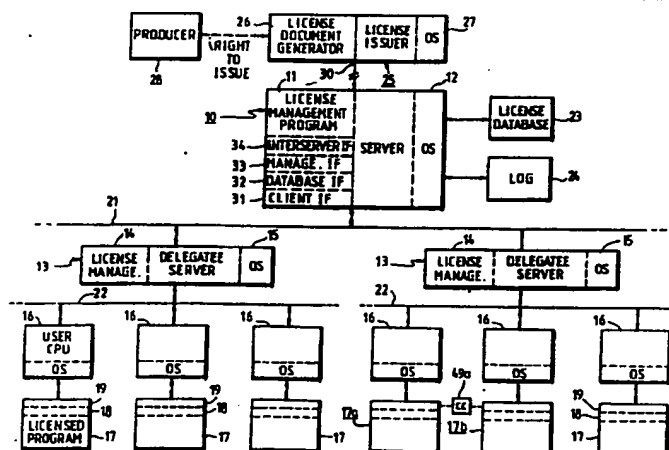 26 LICENSE DOCUMENT GENERATOR LICENSE ISSUER OS 27
PRODUCER
28
RIGHT TO ISSUE
30 25
11 12
10 LICENSE MANAGEMENT PROGRAM
34 INTERSERVER IF
33 MANAGE. IF
32 DATABASE IF
31 CLIENT IF
SERVER OS
LICENSE DATABASE 23
LOG 24
21
14 15 14 15
13 LICENSE MANAGE. DELEGATEE SERVER OS 13 LICENSE MANAGE. DELEGATEE SERVER OS
22 22
16 16 16 16 16 16
USER CPU
OS OS OS OS OS OS
19 19 49a 19
18 18 CC 18
LICENSED PROGRAM 17 17 17 17a 17b 17